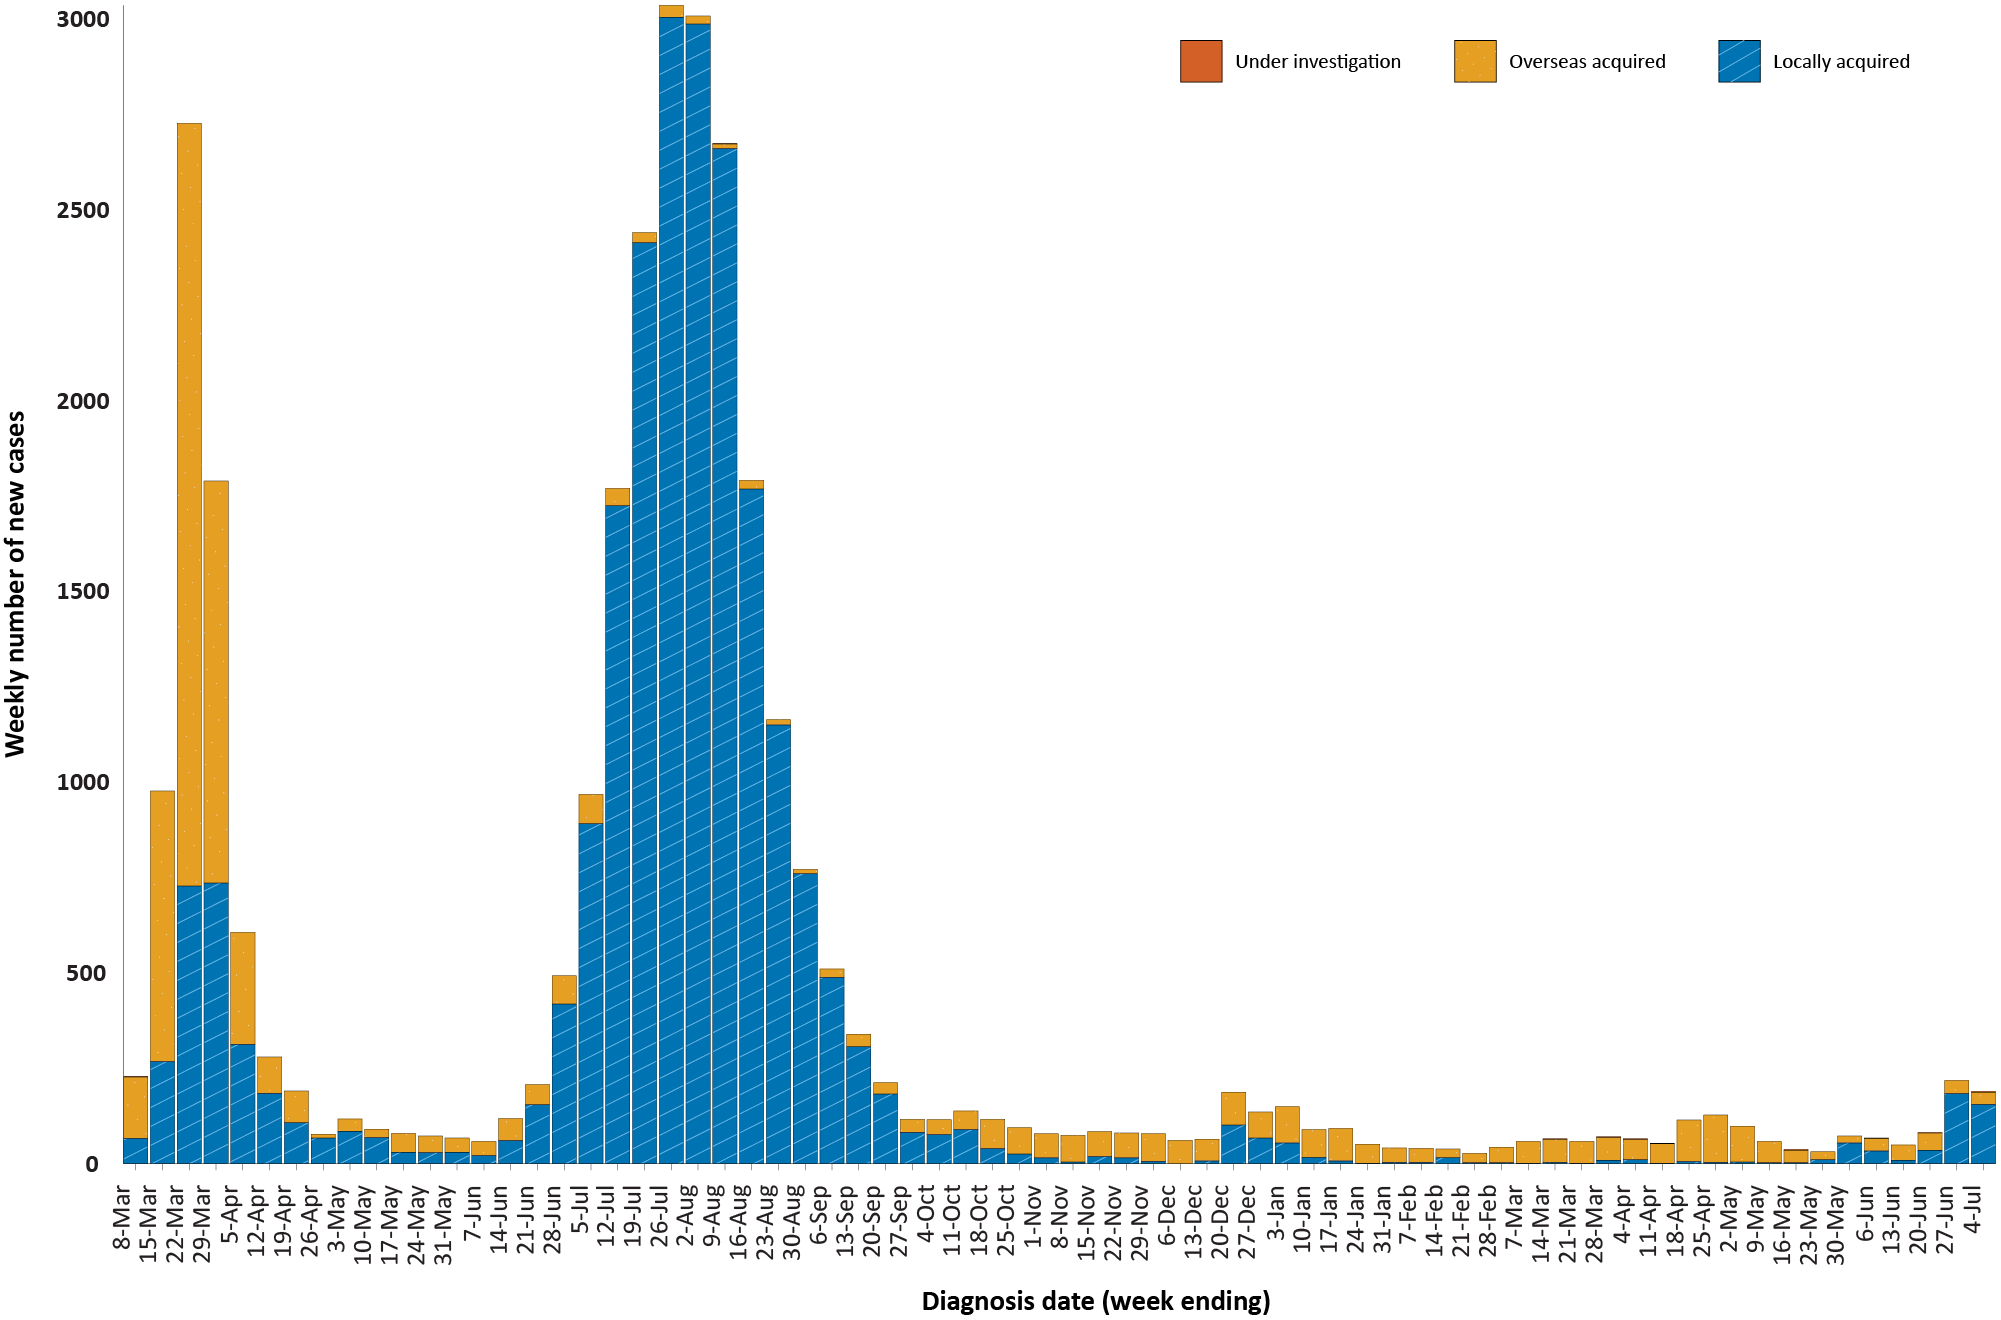 3000
2500
2000
1500
1000
500
0
Weekly number of new cases
Under investigation
Overseas acquired
Locally acquired
8-Mar
15-Mar
22-Mar
29-Mar
5-Apr
12-Apr
19-Apr
26-Apr
3-May
10-May
17-May
24-May
31-May
7-Jun
14-Jun
21-Jun
28-Jun
5-Jul
12-Jul
19-Jul
26-Jul
2-Aug
9-Aug
16-Aug
23-Aug
30-Aug
6-Sep
13-Sep
20-Sep
27-Sep
4-Oct
11-Oct
18-Oct
25-Oct
1-Nov
8-Nov
15-Nov
22-Nov
29-Nov
6-Dec
13-Dec
20-Dec
27-Dec
3-Jan
10-Jan
17-Jan
24-Jan
31-Jan
7-Feb
14-Feb
21-Feb
28-Feb
7-Mar
14-Mar
21-Mar
28-Mar
4-Apr
11-Apr
18-Apr
25-Apr
2-May
9-May
16-May
23-May
30-May
6-Jun
13-Jun
20-Jun
27-Jun
4-Jul
Diagnosis date (week ending)